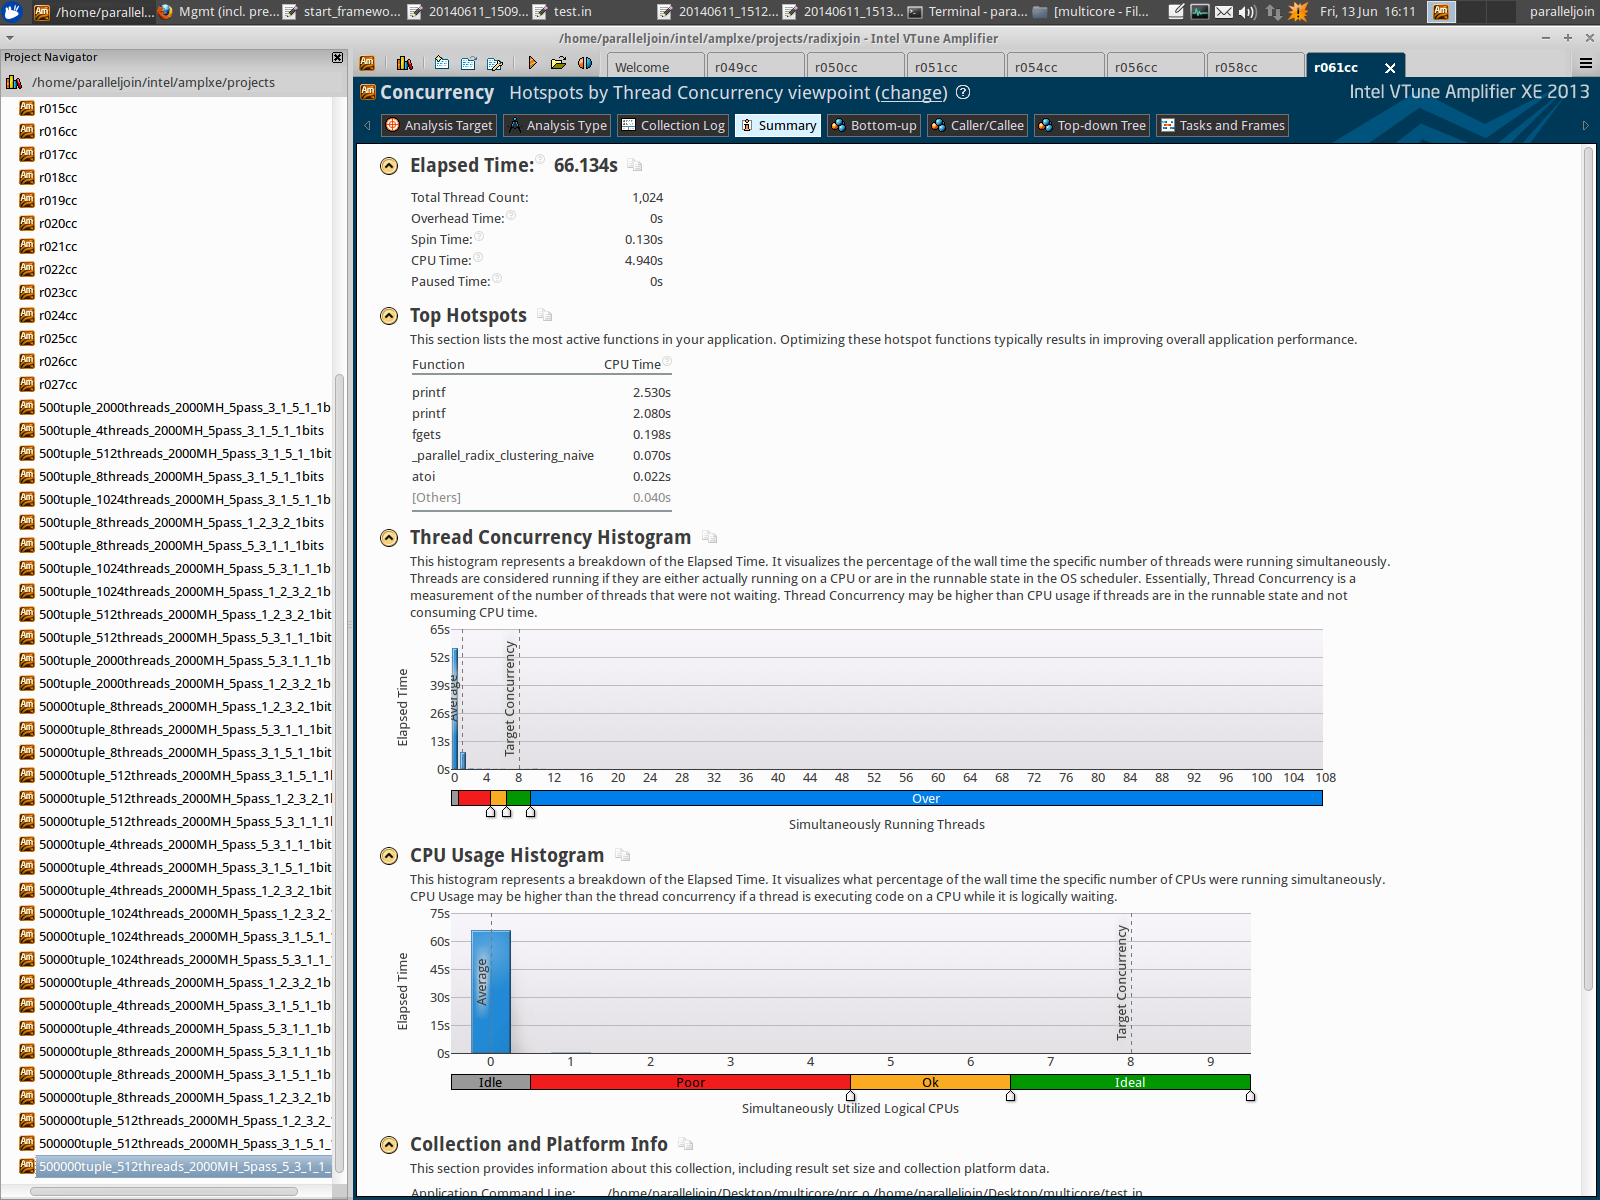 /home/parallel...
Mgmt (incl. pre...
start_framewo...
20140611_1509...
test.in
20140611_1512...
20140611_1513...
Terminal - para...
[multicore - Fil...
Fri, 13 Jun 16:11
paralleljoin
/home/paralleljoin/intel/amplxe/projects/radixjoin - Intel VTune Amplifier
Project Navigator
/home/paralleljoin/intel/amplxe/projects
r015cc
r016cc
r017cc
r018cc
r019cc
r020cc
r021cc
r022cc
r023cc
r024cc
r025cc
r026cc
r027cc
500tuple_2000threads_2000MH_5pass_3_1_5_1_1b
500tuple_4threads_2000MH_5pass_3_1_5_1_1bits
500tuple_512threads_2000MH_5pass_3_1_5_1_1bit
500tuple_8threads_2000MH_5pass_3_1_5_1_1bits
500tuple_1024threads_2000MH_5pass_3_1_5_1_1b
500tuple_8threads_2000MH_5pass_1_2_3_2_1bits
500tuple_8threads_2000MH_5pass_5_3_1_1_1bits
500tuple_1024threads_2000MH_5pass_5_3_1_1_1b
500tuple_1024threads_2000MH_5pass_1_2_3_2_1b
500tuple_512threads_2000MH_5pass_1_2_3_2_1bit
500tuple_512threads_2000MH_5pass_5_3_1_1_1bit
500tuple_2000threads_2000MH_5pass_5_3_1_1_1b
500tuple_2000threads_2000MH_5pass_1_2_3_2_1b
50000tuple_8threads_2000MH_5pass_1_2_3_2_1bit
50000tuple_8threads_2000MH_5pass_5_3_1_1_1bit
50000tuple_8threads_2000MH_5pass_3_1_5_1_1bit
50000tuple_512threads_2000MH_5pass_3_1_5_1_1l
50000tuple_512threads_2000MH_5pass_1_2_3_2_1l
50000tuple_512threads_2000MH_5pass_5_3_1_1_1l
50000tuple_4threads_2000MH_5pass_5_3_1_1_1bit
50000tuple_4threads_2000MH_5pass_3_1_5_1_1bit
50000tuple_4threads_2000MH_5pass_1_2_3_2_1bit
50000tuple_1024threads_2000MH_5pass_1_2_3_2_
50000tuple_1024threads_2000MH_5pass_3_1_5_1_
50000tuple_1024threads_2000MH_5pass_5_3_1_1_
500000tuple_4threads_2000MH_5pass_1_2_3_2_1b
500000tuple_4threads_2000MH_5pass_3_1_5_1_1b
500000tuple_4threads_2000MH_5pass_5_3_1_1_1b
500000tuple_8threads_2000MH_5pass_5_3_1_1_1b
500000tuple_8threads_2000MH_5pass_3_1_5_1_1b
500000tuple_8threads_2000MH_5pass_1_2_3_2_1b
500000tuple_512threads_2000MH_5pass_1_2_3_2_
500000tuple_512threads_2000MH_5pass_3_1_5_1_
500000tuple_512threads_2000MH_5pass_5_3_1_1_
Welcome
r049cc
r050cc
r051cc
r054cc
r056cc
r058cc
r061cc
Concurrency Hotspots by Thread Concurrency viewpoint (change)
Intel VTune Amplifier XE 2013
Analysis Target
Analysis Type
Collection Log
Summary
Bottom-up
Caller/Callee
Top-down Tree
Tasks and Frames
Elapsed Time: 66.134s
Total Thread Count: 1,024
Overhead Time: 0s
Spin Time: 0.130s
CPU Time: 4.940s
Paused Time: 0s
Top Hotspots
This section lists the most active functions in your application. Optimizing these hotspot functions typically results in improving overall application performance.
Function CPU Time
printf 2.530s
printf 2.080s
fgets 0.198s
_parallel_radix_clustering_naive 0.070s
atoi 0.022s
[Others] 0.040s
Thread Concurrency Histogram
This histogram represents a breakdown of the Elapsed Time. It visualizes the percentage of the wall time the specific number of threads were running simultaneously.
Threads are considered running if they are either actually running on a CPU or are in the runnable state in the OS scheduler. Essentially, Thread Concurrency is a
measurement of the number of threads that were not waiting. Thread Concurrency may be higher than CPU usage if threads are in the runnable state and not
consuming CPU time.
Elapsed Time
65s
52s
39s
26s
13s
0s
Average
Target Concurrency
0 4 8 12 16 20 24 28 32 36 40 44 48 52 56 60 64 68 72 76 80 84 88 92 96 100 104 108
Over
Simultaneously Running Threads
CPU Usage Histogram
This histogram represents a breakdown of the Elapsed Time. It visualizes what percentage of the wall time the specific number of CPUs were running simultaneously.
CPU Usage may be higher than the thread concurrency if a thread is executing code on a CPU while it is logically waiting.
Elapsed Time
75s
60s
45s
30s
15s
0s
Average
Target Concurrency
0 1 2 3 4 5 6 7 8 9
Idle Poor Ok Ideal
Simultaneously Utilized Logical CPUs
Collection and Platform Info
This section provides information about this collection, including result set size and collection platform data.
Application Command Line: /home/paralleljoin/Desktop/multicore/prc.o /home/paralleljoin/Desktop/multicore/test.in